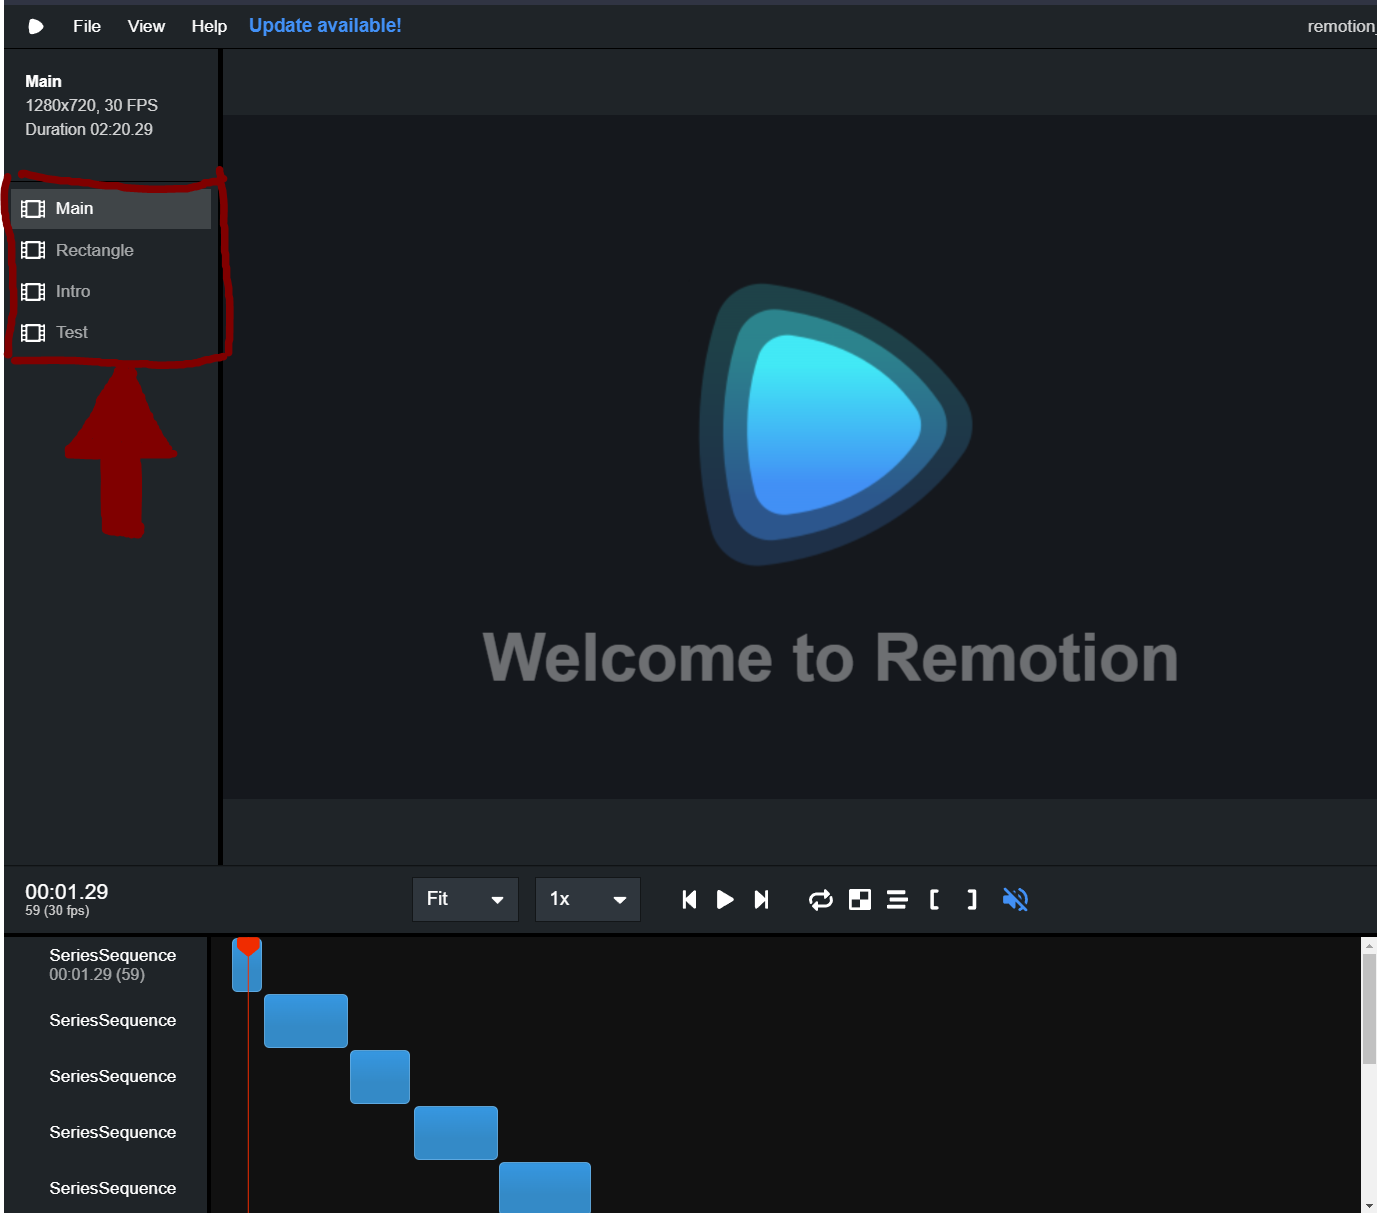 File View Help Update available! remotion_
Main
1280x720, 30 FPS
Duration 02:20.29
Main
Rectangle
Intro
Test
Welcome to Remotion
00:01.29
59 (30 fps)
Fit 1x
SeriesSequence
00:01.29 (59)
SeriesSequence
SeriesSequence
SeriesSequence
SeriesSequence